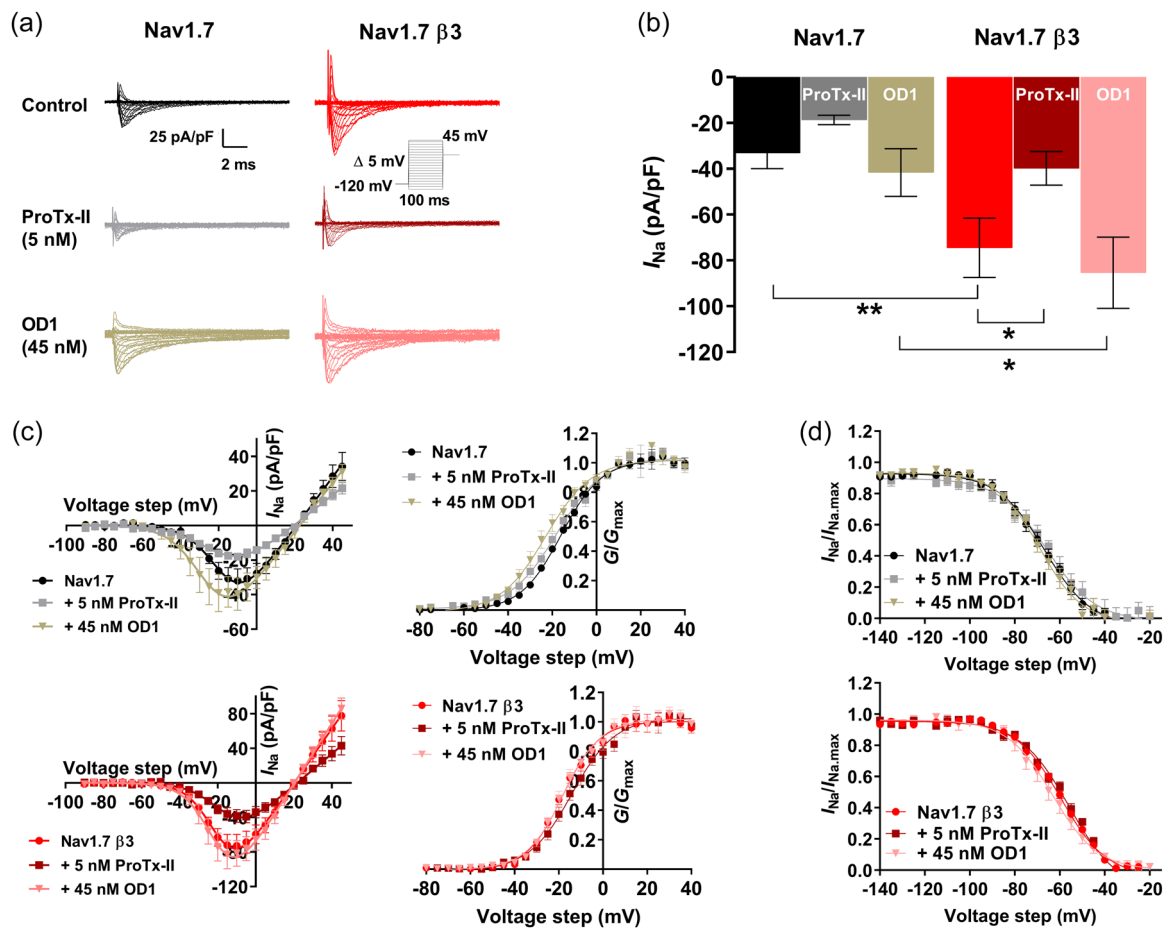 (a)
Nav1.7
Nav1.7 β3
Control
25 pA/pF
2 ms
45 mV
Δ 5 mV
-120 mV
100 ms
ProTx-II
(5 nM)
OD1
(45 nM)
(b)
Nav1.7
Nav1.7 β3
INa (pA/pF)
0
-20
-40
-60
-80
-100
-120
ProTx-II
OD1
ProTx-II
OD1
**
*
*
(c)
INa (pA/pF)
40
20
-20
-40
-60
Voltage step (mV)
-100 -80 -60 -40 -20 20 40
Nav1.7
+ 5 nM ProTx-II
+ 45 nM OD1
G/Gmax
1.2
1.0
0.8
0.6
0.4
0.2
Nav1.7
+ 5 nM ProTx-II
+ 45 nM OD1
-80 -60 -40 -20 0 20 40
Voltage step (mV)
INa (pA/pF)
80
40
-40
-80
-120
Voltage step (mV)
-100 -80 -60 -40 -20 20 40
Nav1.7 β3
+ 5 nM ProTx-II
+ 45 nM OD1
G/Gmax
1.2
1.0
0.8
0.6
0.4
0.2
Nav1.7 β3
+ 5 nM ProTx-II
+ 45 nM OD1
-80 -60 -40 -20 0 20 40
Voltage step (mV)
(d)
INa/INa.max
1.2
1.0
0.8
0.6
0.4
0.2
0.0
Nav1.7
+ 5 nM ProTx-II
+ 45 nM OD1
-140 -120 -100 -80 -60 -40 -20
Voltage step (mV)
INa/INa.max
1.2
1.0
0.8
0.6
0.4
0.2
0.0
Nav1.7 β3
+ 5 nM ProTx-II
+ 45 nM OD1
-140 -120 -100 -80 -60 -40 -20
Voltage step (mV)